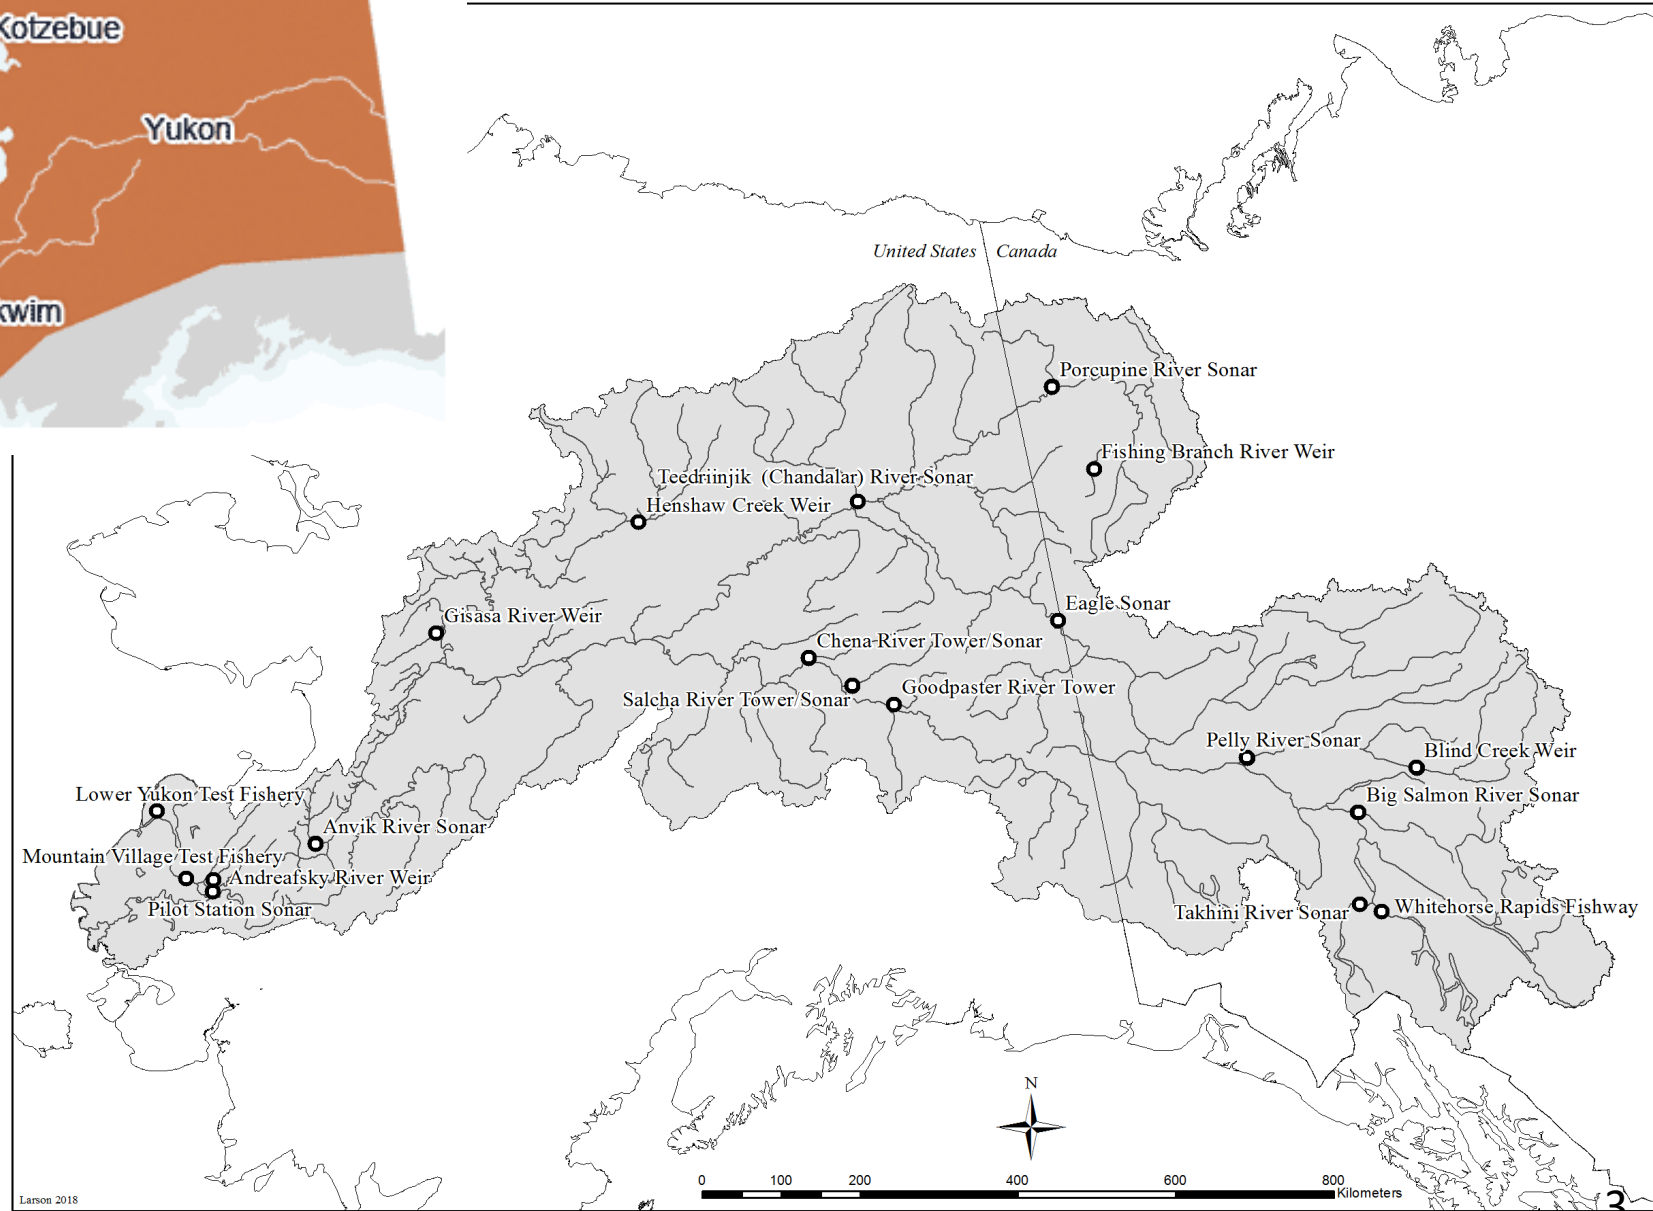 Kotzebue
Yukon
kwim
United States
Canada
Porcupine River Sonar
Fishing Branch River Weir
Teedriinjik (Chandalar) River Sonar
Henshaw Creek Weir
Eagle Sonar
Gisasa River Weir
Chena River Tower/Sonar
Goodpaster River Tower
Salcha River Tower/Sonar
Pelly River Sonar
Blind Creek Weir
Lower Yukon Test Fishery
Big Salmon River Sonar
Anvik River Sonar
Mountain Village Test Fishery
Andreafsky River Weir
Pilot Station Sonar
Takhini River Sonar
Whitehorse Rapids Fishway
N
0 100 200 400 600 800
Kilometers
Larson 2018
3